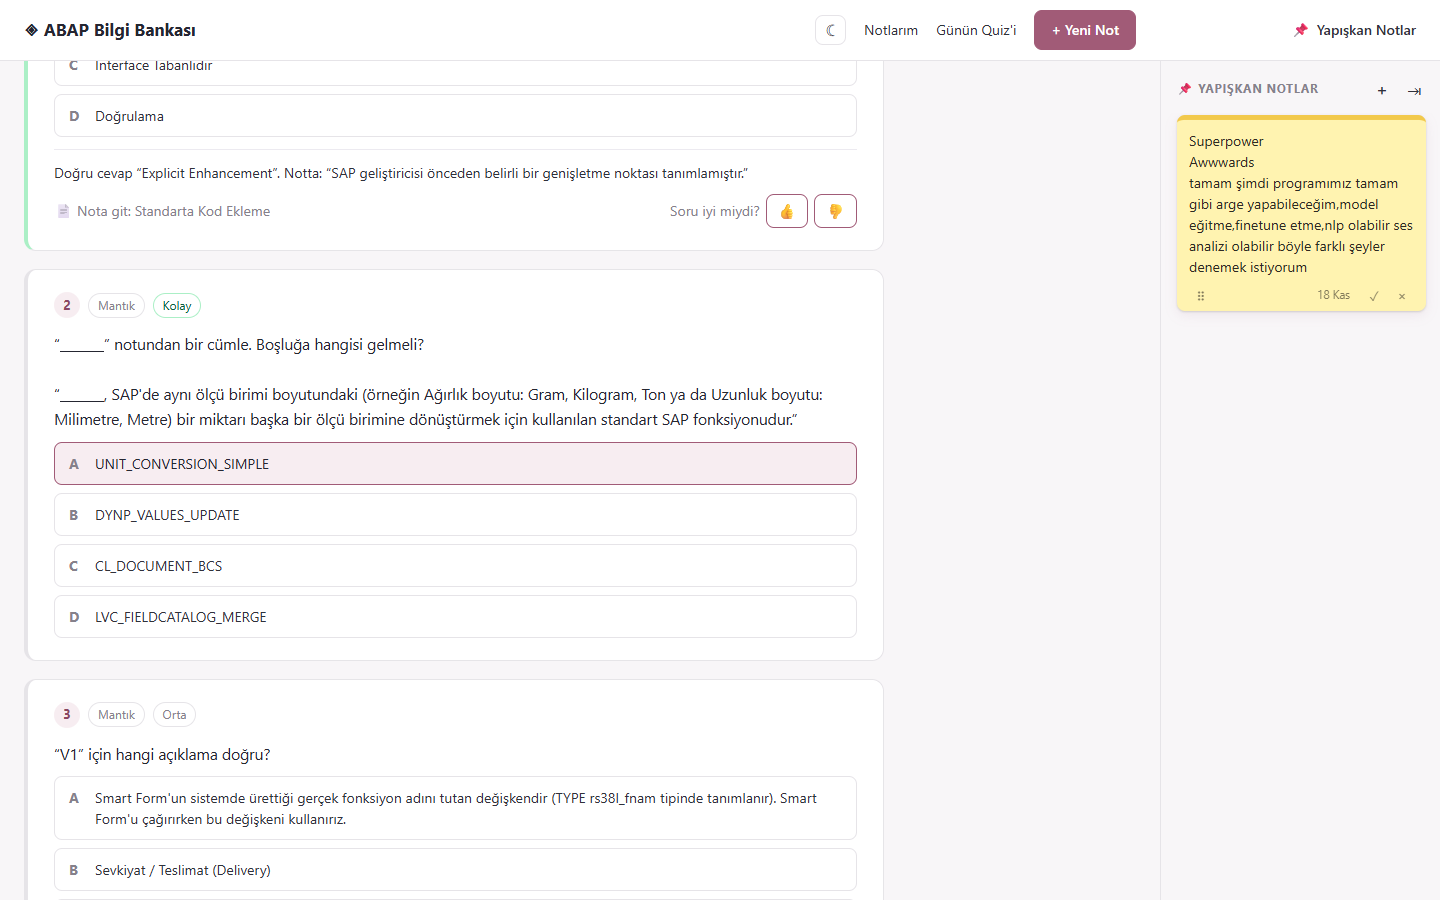 ◈ ABAP Bilgi Bankası
Notlarım
Günün Quiz'i
+ Yeni Not
📌 Yapışkan Notlar
C Interface Tabanlıdır
D Doğrulama
Doğru cevap “Explicit Enhancement”. Notta: “SAP geliştiricisi önceden belirli bir genişletme noktası tanımlamıştır.”
Nota git: Standarta Kod Ekleme
Soru iyi miydi? 👍 👎
2 Mantık Kolay
“______” notundan bir cümle. Boşluğa hangisi gelmeli?
“______, SAP'de aynı ölçü birimi boyutundaki (örneğin Ağırlık boyutu: Gram, Kilogram, Ton ya da Uzunluk boyutu:
Milimetre, Metre) bir miktarı başka bir ölçü birimine dönüştürmek için kullanılan standart SAP fonksiyonudur.”
A UNIT_CONVERSION_SIMPLE
B DYNP_VALUES_UPDATE
C CL_DOCUMENT_BCS
D LVC_FIELDCATALOG_MERGE
3 Mantık Orta
“V1” için hangi açıklama doğru?
A Smart Form'un sistemde ürettiği gerçek fonksiyon adını tutan değişkendir (TYPE rs38l_fnam tipinde tanımlanır). Smart
Form'u çağırırken bu değişkeni kullanırız.
B Sevkiyat / Teslimat (Delivery)
📌 YAPIŞKAN NOTLAR + ⇥
Superpower
Awwwards
tamam şimdi programımız tamam
gibi arge yapabileceğim,model
eğitme,finetune etme,nlp olabilir ses
analizi olabilir böyle farklı şeyler
denemek istiyorum
18 Kas ✓ ×